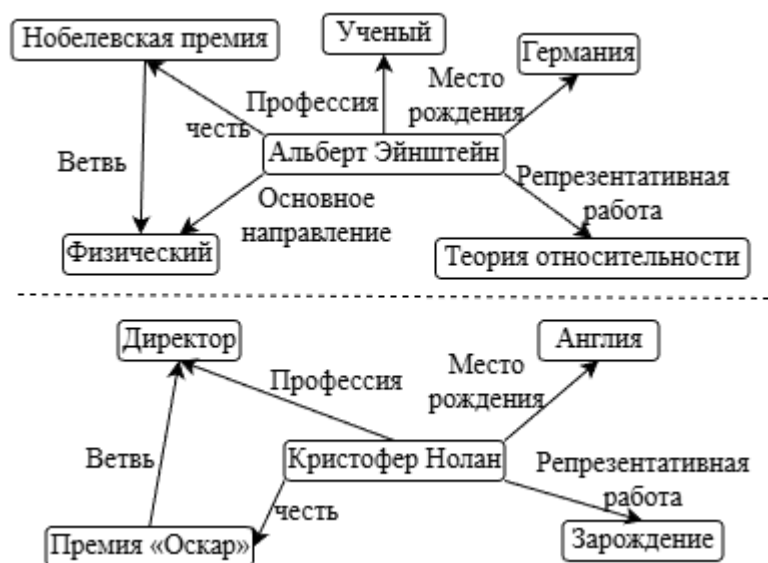 Нобелевская премия
Ученый
Германия
Профессия
Место
рождения
честь
Альберт Эйнштейн
Ветвь
Основное
направление
Репрезентативная
работа
Физический
Теория относительности
Директор
Англия
Профессия
Место
рождения
Ветвь
Кристофер Нолан
Репрезентативная
работа
честь
Премия «Оскар»
Зарождение